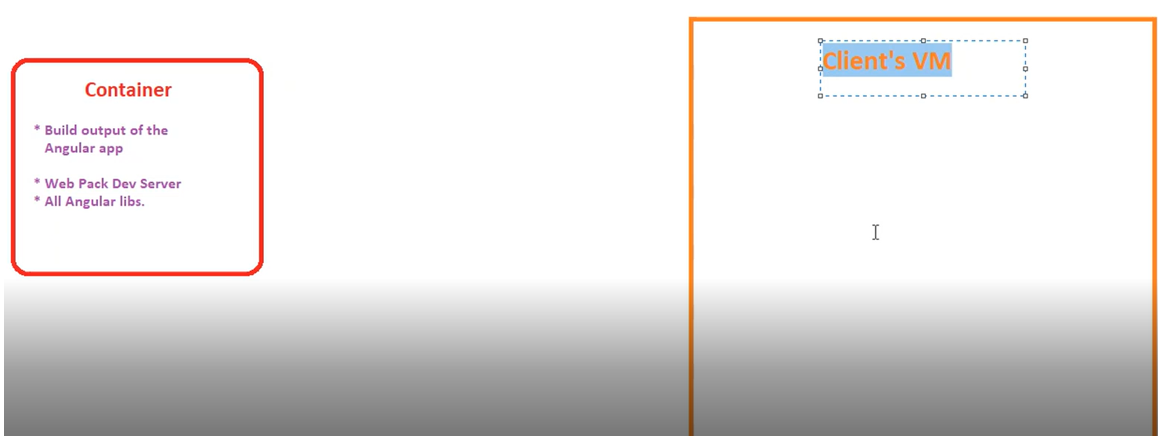 Container
* Build output of the
Angular app
* Web Pack Dev Server
* All Angular libs.
Client's VM